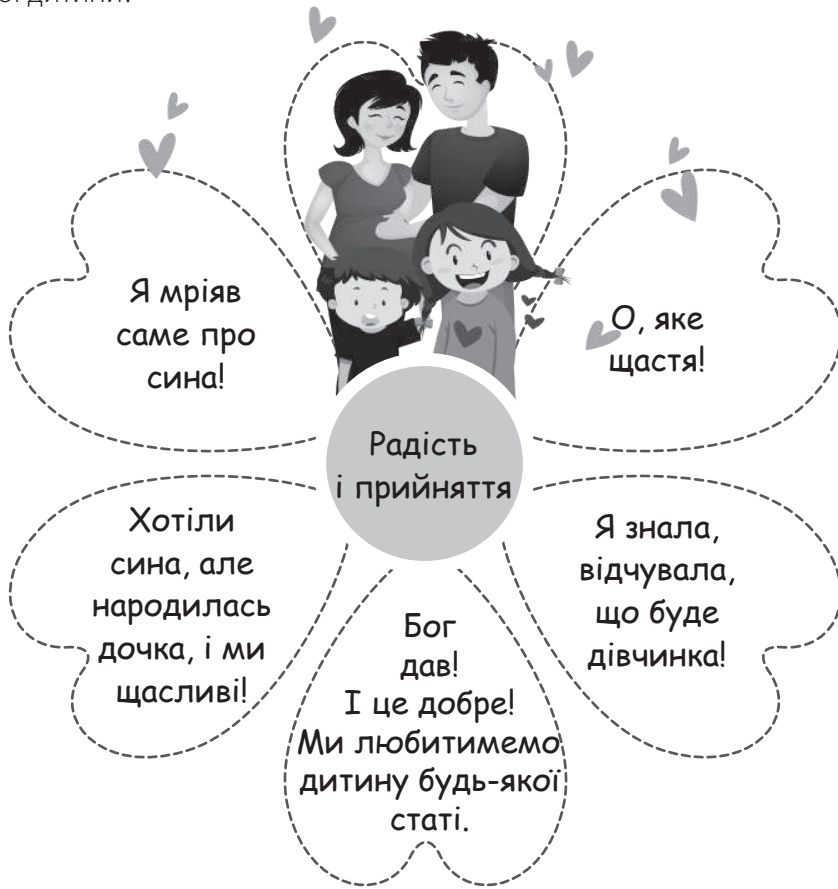 дитини.
Я мріяв
саме про
сина!
О, яке
щастя!
Радість
і прийняття
Хотіли
сина, але
народилась
дочка, і ми
щасливі!
Я знала,
відчувала,
що буде
дівчинка!
Бог
дав!
І це добре!
Ми любитимемо
дитину будь-якої
статі.